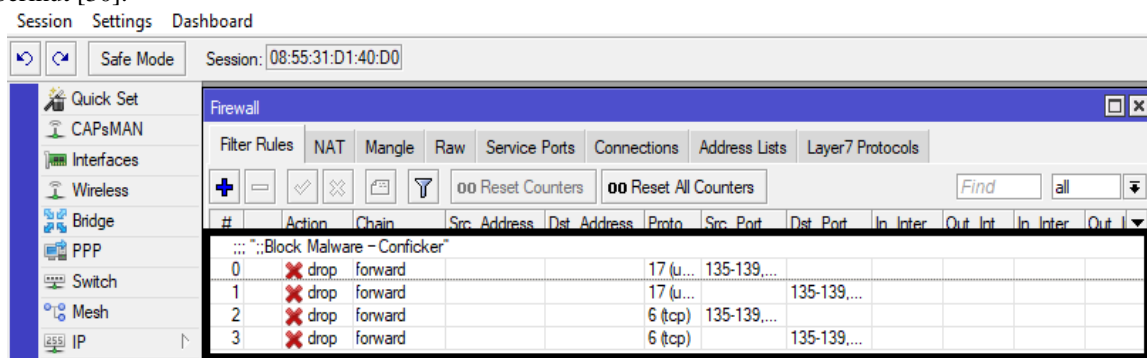 Session Settings Dashboard
Safe Mode Session: 08:55:31:D1:40:D0
Quick Set
CAPsMAN
Interfaces
Wireless
Bridge
PPP
Switch
Mesh
IP
Firewall
Filter Rules NAT Mangle Raw Service Ports Connections Address Lists Layer7 Protocols
00 Reset Counters 00 Reset All Counters Find all
# Action Chain Src. Address Dst. Address Proto... Src. Port Dst. Port In. Inter... Out. Int... In. Inter... Out. I...
;;; ";;Block Malware – Conficker"
0 drop forward 17 (u... 135-139,...
1 drop forward 17 (u... 135-139,...
2 drop forward 6 (tcp) 135-139,...
3 drop forward 6 (tcp) 135-139,...